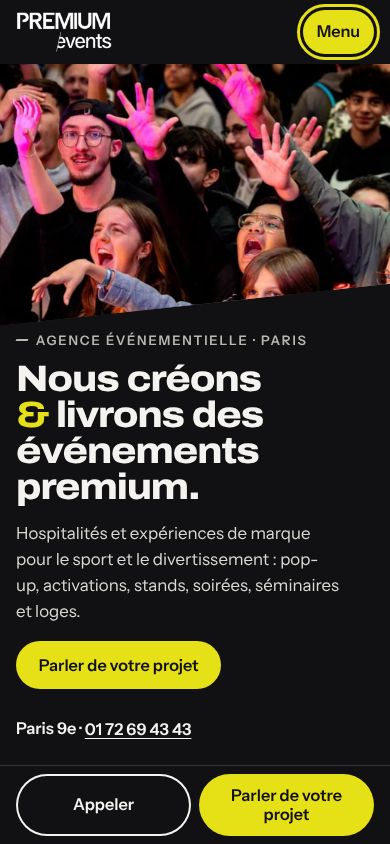 PREMIUM
events
Menu
— AGENCE ÉVÉNEMENTIELLE · PARIS
Nous créons
& livrons des
événements
premium.
Hospitalités et expériences de marque
pour le sport et le divertissement : pop-
up, activations, stands, soirées, séminaires
et loges.
Parler de votre projet
Paris 9e · 01 72 69 43 43
Appeler
Parler de votre
projet